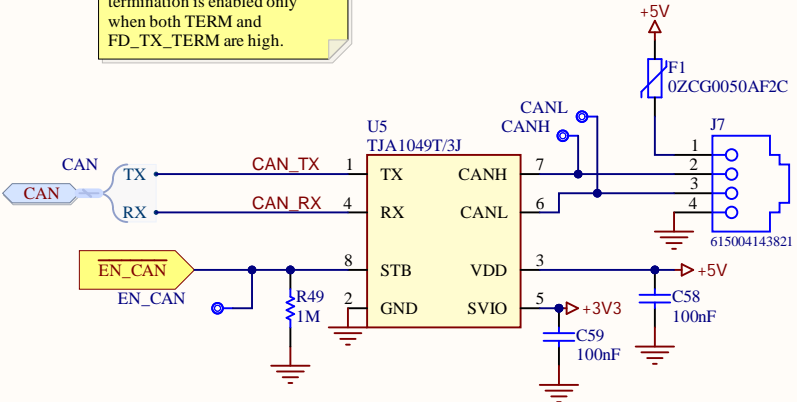 termination is enabled only
when both TERM and
FD_TX_TERM are high.
+5V
F1
0ZCG0050AF2C
CANL
CANH
U5
TJA1049T/3J
J7
CAN
CAN
TX
RX
CAN_TX
CAN_RX
1
4
TX
RX
CANH
CANL
7
6
1
2
3
4
615004143821
EN_CAN
EN_CAN
8
2
STB
GND
VDD
SVIO
3
5
+5V
+3V3
R49
1M
C58
100nF
C59
100nF